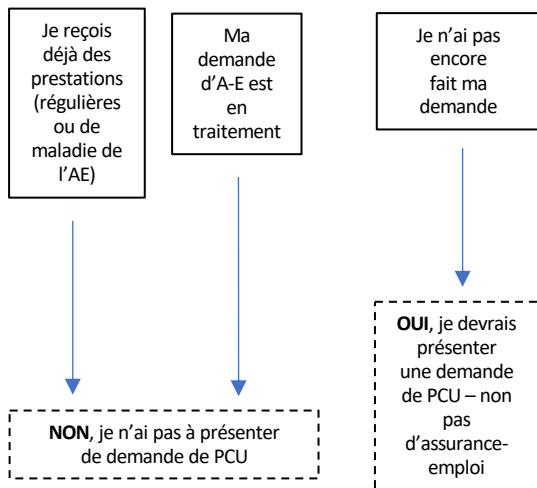 Je reçois
déjà des
prestations
(régulières
ou de
maladie de
l'AE)
Ma
demande
d'A-E est
en
traitement
Je n'ai pas
encore
fait ma
demande
NON, je n'ai pas à présenter
de demande de PCU
OUI, je devrais
présenter
une demande
de PCU – non
pas
d'assurance-
emploi